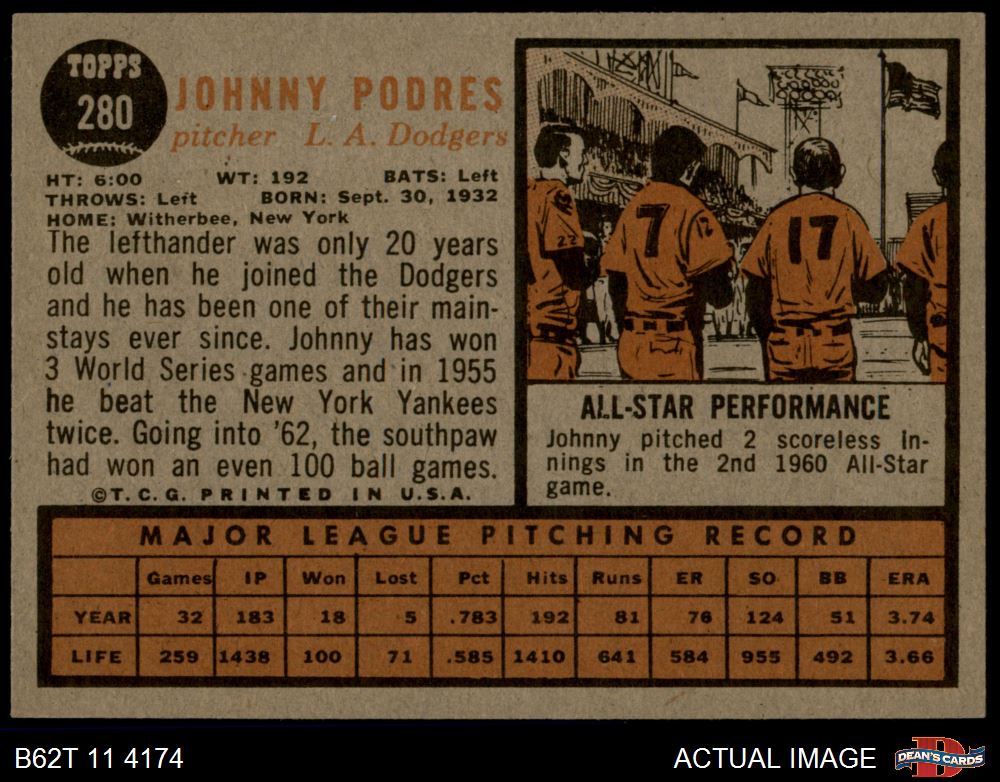 TOPPS
280
JOHNNY PODRES
pitcher L. A. Dodgers
HT: 6:00 WT: 192 BATS: Left
THROWS: Left BORN: Sept. 30, 1932
HOME: Witherbee, New York
The lefthander was only 20 years
old when he joined the Dodgers
and he has been one of their main-
stays ever since. Johnny has won
3 World Series games and in 1955
he beat the New York Yankees
twice. Going into '62, the southpaw
had won an even 100 ball games.
©T.C.G. PRINTED IN U.S.A.
22
7
12
17
ALL-STAR PERFORMANCE
Johnny pitched 2 scoreless in-
nings in the 2nd 1960 All-Star
game.
MAJOR LEAGUE PITCHING RECORD
Games IP Won Lost Pct Hits Runs ER SO BB ERA
YEAR 32 183 18 5 .783 192 81 76 124 51 3.74
LIFE 259 1438 100 71 .585 1410 641 584 955 492 3.66
B62T 11 4174
ACTUAL IMAGE
D
DEAN'S CARDS